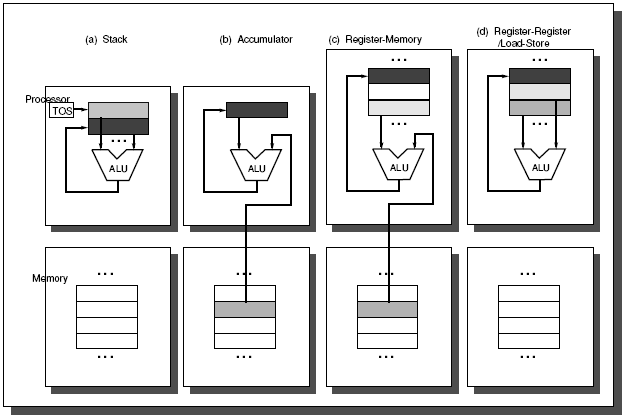 (a) Stack
(b) Accumulator
(c) Register-Memory
(d) Register-Register
/Load-Store
Processor
TOS
...
...
...
...
...
ALU
ALU
ALU
ALU
Memory
...
...
...
...
...
...
...
...